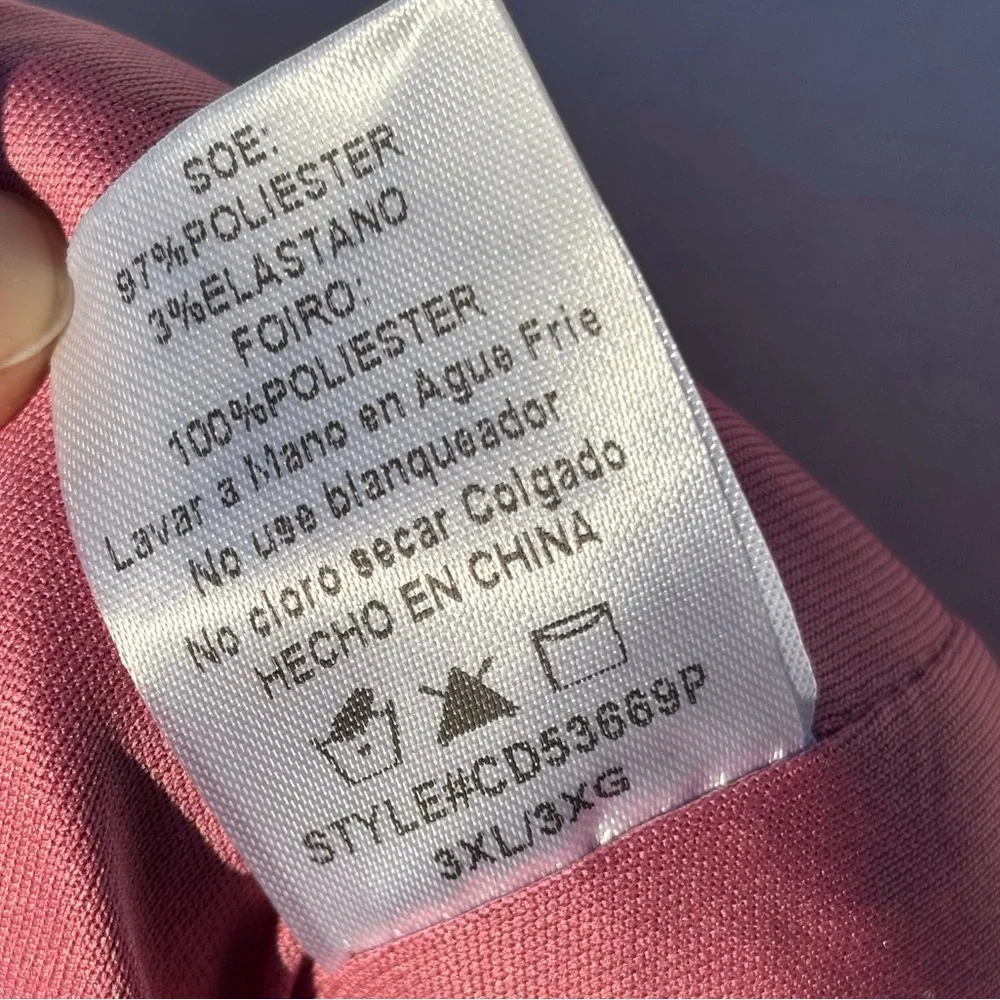 SOE:
97%POLIESTER
3%ELASTANO
FOIRO:
100%POLIESTER
Lavar a Mano en Ague Frie
No use blanqueador
No cloro secar Colgado
HECHO EN CHINA
STYLE#CD53669P
3XL/3XG